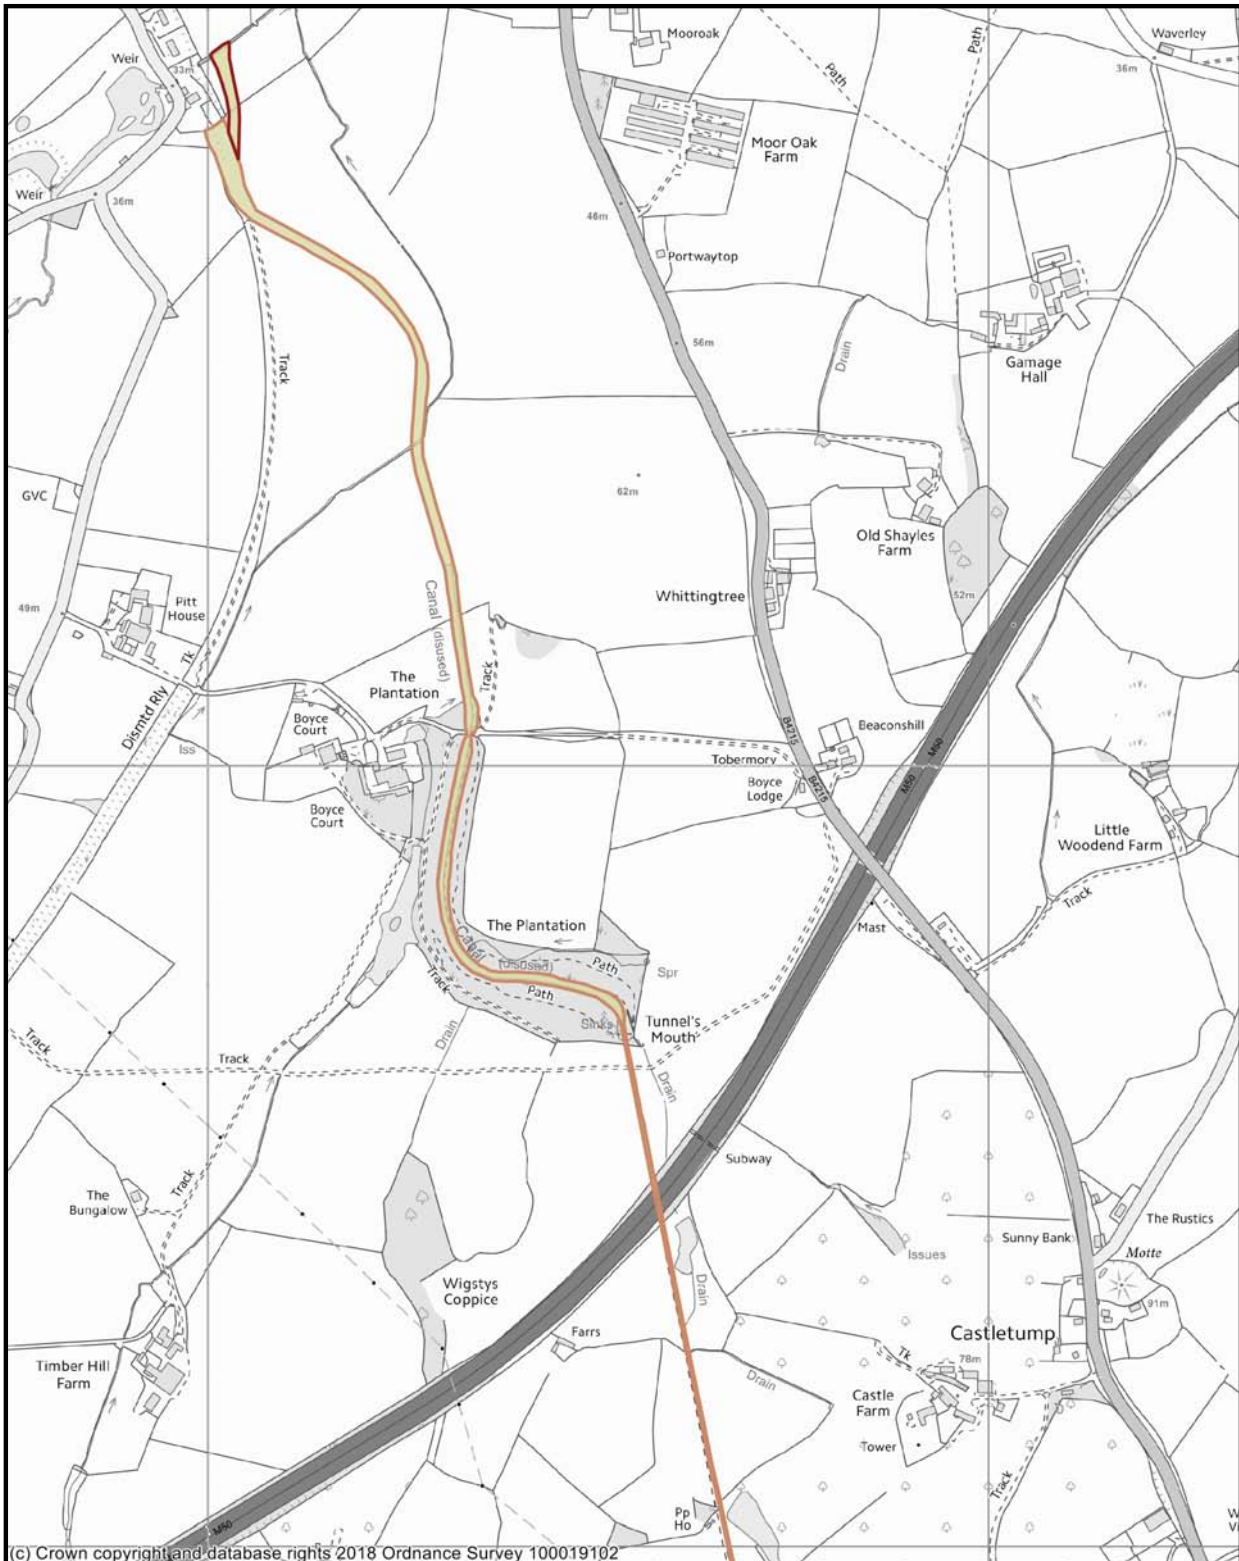 Mooroak
Waverley
Weir
33m
Path
Path
36m
Moor Oak
Farm
Weir
36m
46m
Portwaytop
Drain
56m
Gamage
Hall
Track
GVC
62m
Old Shayles
Farm
Canal (disused)
Whittingtree
52m
49m
Pitt
House
Tk
Track
The
Plantation
Dismtd Rly
Iss
Boyce
Court
B4215
Beaconshill
M50
Tobermory
Boyce
Lodge
B4215
M50
Boyce
Court
Little
Woodend Farm
Track
The Plantation
Mast
Canal
(disused)
Path
Spr
Path
Track
Sinks
Tunnel's
Mouth
Drain
Track
Track
Drain
Subway
Track
The
Bungalow
The Rustics
Sunny Bank
Motte
Issues
Wigstys
Coppice
Drain
91m
Farrs
Castletump
Timber Hill
Farm
Tk
78m
Drain
Castle
Farm
Tower
Track
Pp
Ho
M50
(c) Crown copyright and database rights 2018 Ordnance Survey 100019102